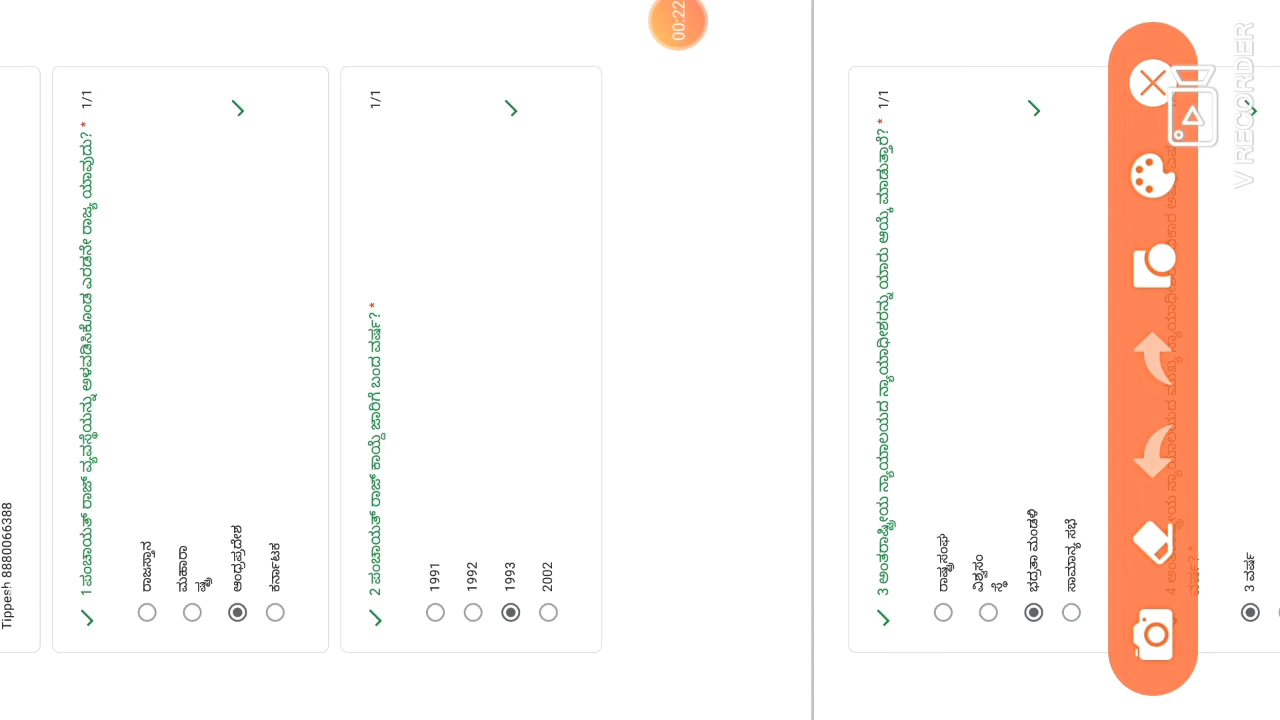 Tippesh 8880066388
1 ಪಂಚಾಯತ್ ರಾಜ್ ವ್ಯವಸ್ಥೆಯನ್ನು ಅಳವಡಿಸಿಕೊಂಡ ಎರಡನೇ ರಾಜ್ಯ ಯಾವುದು? * 1/1
ರಾಜಸ್ತಾನ
ಮಹಾರಾ
ಷ್ಟ್ರ
ಆಂಧ್ರಪ್ರದೇಶ
ಕರ್ನಾಟಕ
2 ಪಂಚಾಯತ್ ರಾಜ್ ಕಾಯ್ದೆ ಜಾರಿಗೆ ಬಂದ ವರ್ಷ? * 1/1
1991
1992
1993
2002
3 ಅಂತರಾಷ್ಟ್ರೀಯ ನ್ಯಾಯಾಲಯದ ನ್ಯಾಯಾಧೀಶರನ್ನು ಯಾರು ಆಯ್ಕೆ ಮಾಡುತ್ತಾರೆ? * 1/1
ರಾಷ್ಟ್ರಸಂಘ
ವಿಶ್ವಸಂ
ಸ್ಥೆ
ಭದ್ರತಾ ಮಂಡಳಿ
ಸಾಮಾನ್ಯ ಸಭೆ
ವರ್ಷ? *
3 ವರ್ಷ
00:22
V RECORDER